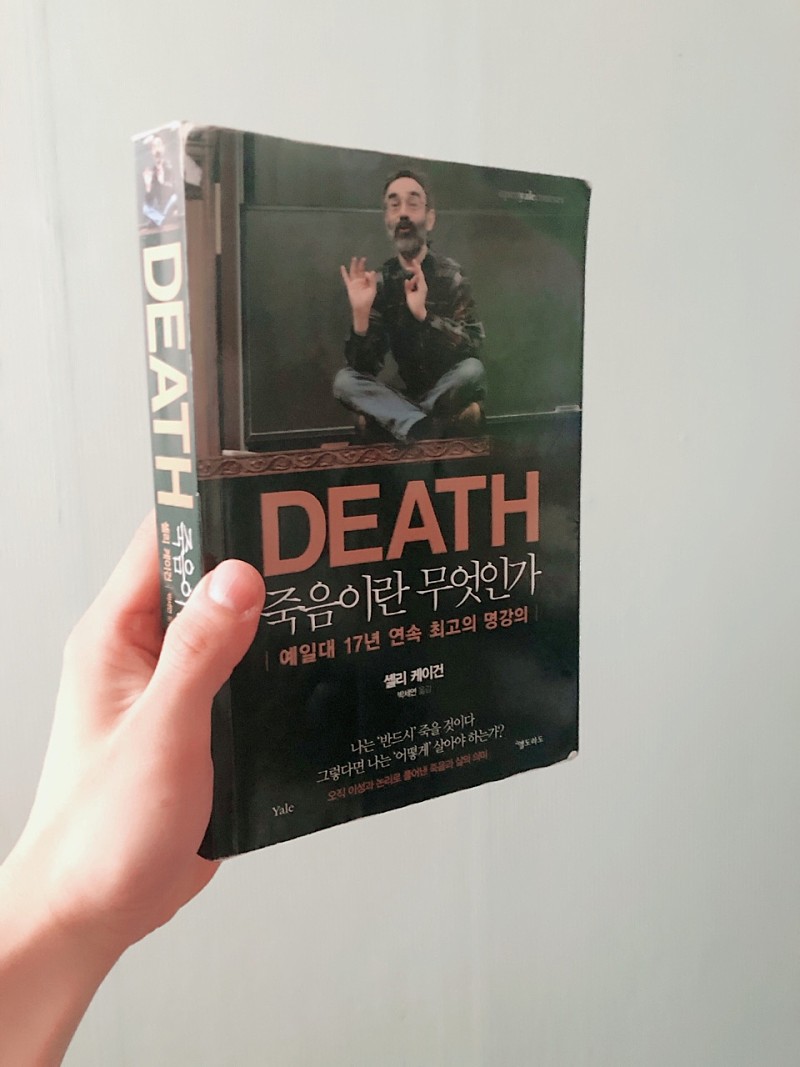 DEATH
죽음이
셸리 케이건
openyalecourses
DEATH
죽음이란 무엇인가
예일대 17년 연속 최고의 명강의
셸리 케이건
박세연 옮김
나는 '반드시' 죽을 것이다
그렇다면 나는 '어떻게' 살아야 하는가?
오직 이성과 논리로 풀어낸 죽음과 삶의 의미
엘도라도
Yale